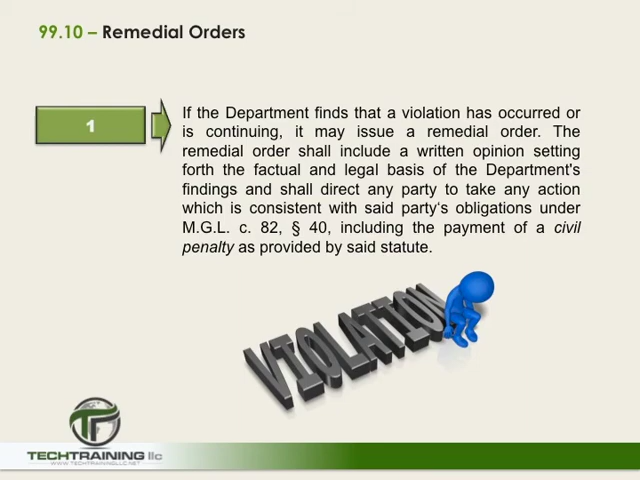 99.10 – Remedial Orders
1
If the Department finds that a violation has occurred or
is continuing, it may issue a remedial order. The
remedial order shall include a written opinion setting
forth the factual and legal basis of the Department's
findings and shall direct any party to take any action
which is consistent with said party‘s obligations under
M.G.L. c. 82, § 40, including the payment of a civil
penalty as provided by said statute.
VIOLATION
TECHTRAINING llc
WWW.TECHTRAININGLLC.NET